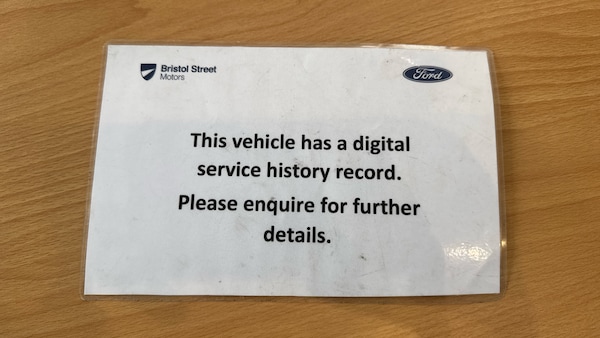 Bristol Street
Motors
Ford
This vehicle has a digital
service history record.
Please enquire for further
details.